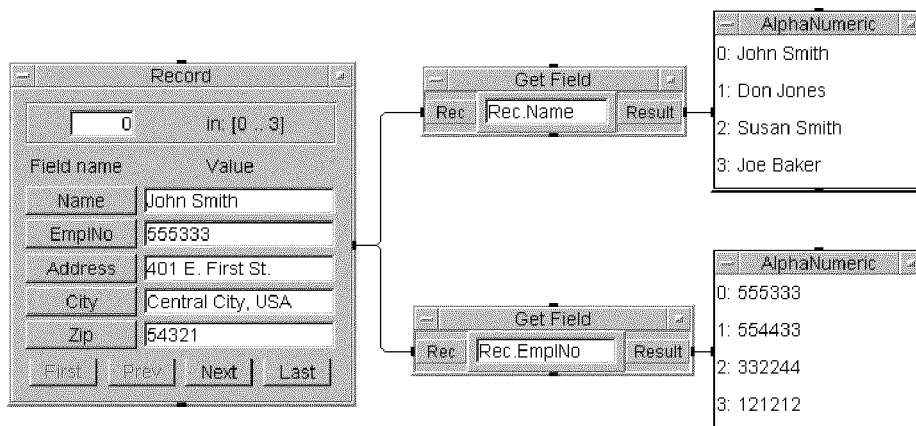 Record
0 in: [0 .. 3]
Field name Value
Name John Smith
EmplNo 555333
Address 401 E. First St.
City Central City, USA
Zip 54321
First Prev Next Last
Get Field
Rec Rec.Name Result
AlphaNumeric
0: John Smith
1: Don Jones
2: Susan Smith
3: Joe Baker
Get Field
Rec Rec.EmplNo Result
AlphaNumeric
0: 555333
1: 554433
2: 332244
3: 121212